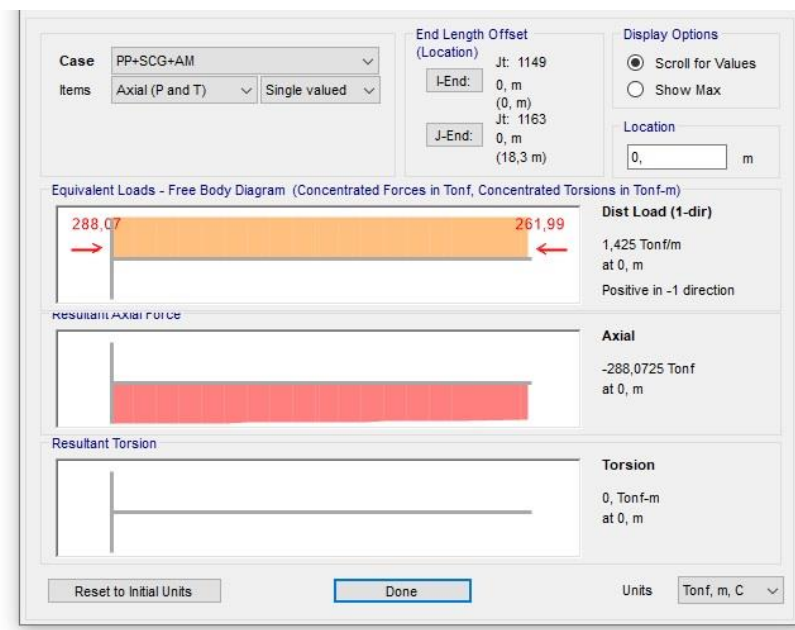 Case PP+SCG+AM
Items Axial (P and T) Single valued
End Length Offset
(Location)
Jt: 1149
I-End: 0, m
(0, m)
Jt: 1163
J-End: 0, m
(18,3 m)
Display Options
Scroll for Values
Show Max
Location
0, m
Equivalent Loads - Free Body Diagram (Concentrated Forces in Tonf, Concentrated Torsions in Tonf-m)
288,07
261,99
Dist Load (1-dir)
1,425 Tonf/m
at 0, m
Positive in -1 direction
Resultant Axial Force
Axial
-288,0725 Tonf
at 0, m
Resultant Torsion
Torsion
0, Tonf-m
at 0, m
Reset to Initial Units
Done
Units Tonf, m, C